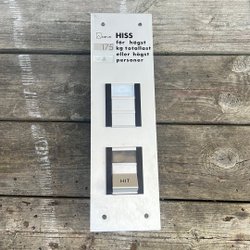 HISS
för högst
175
kg totallast
eller högst
personer
HIT